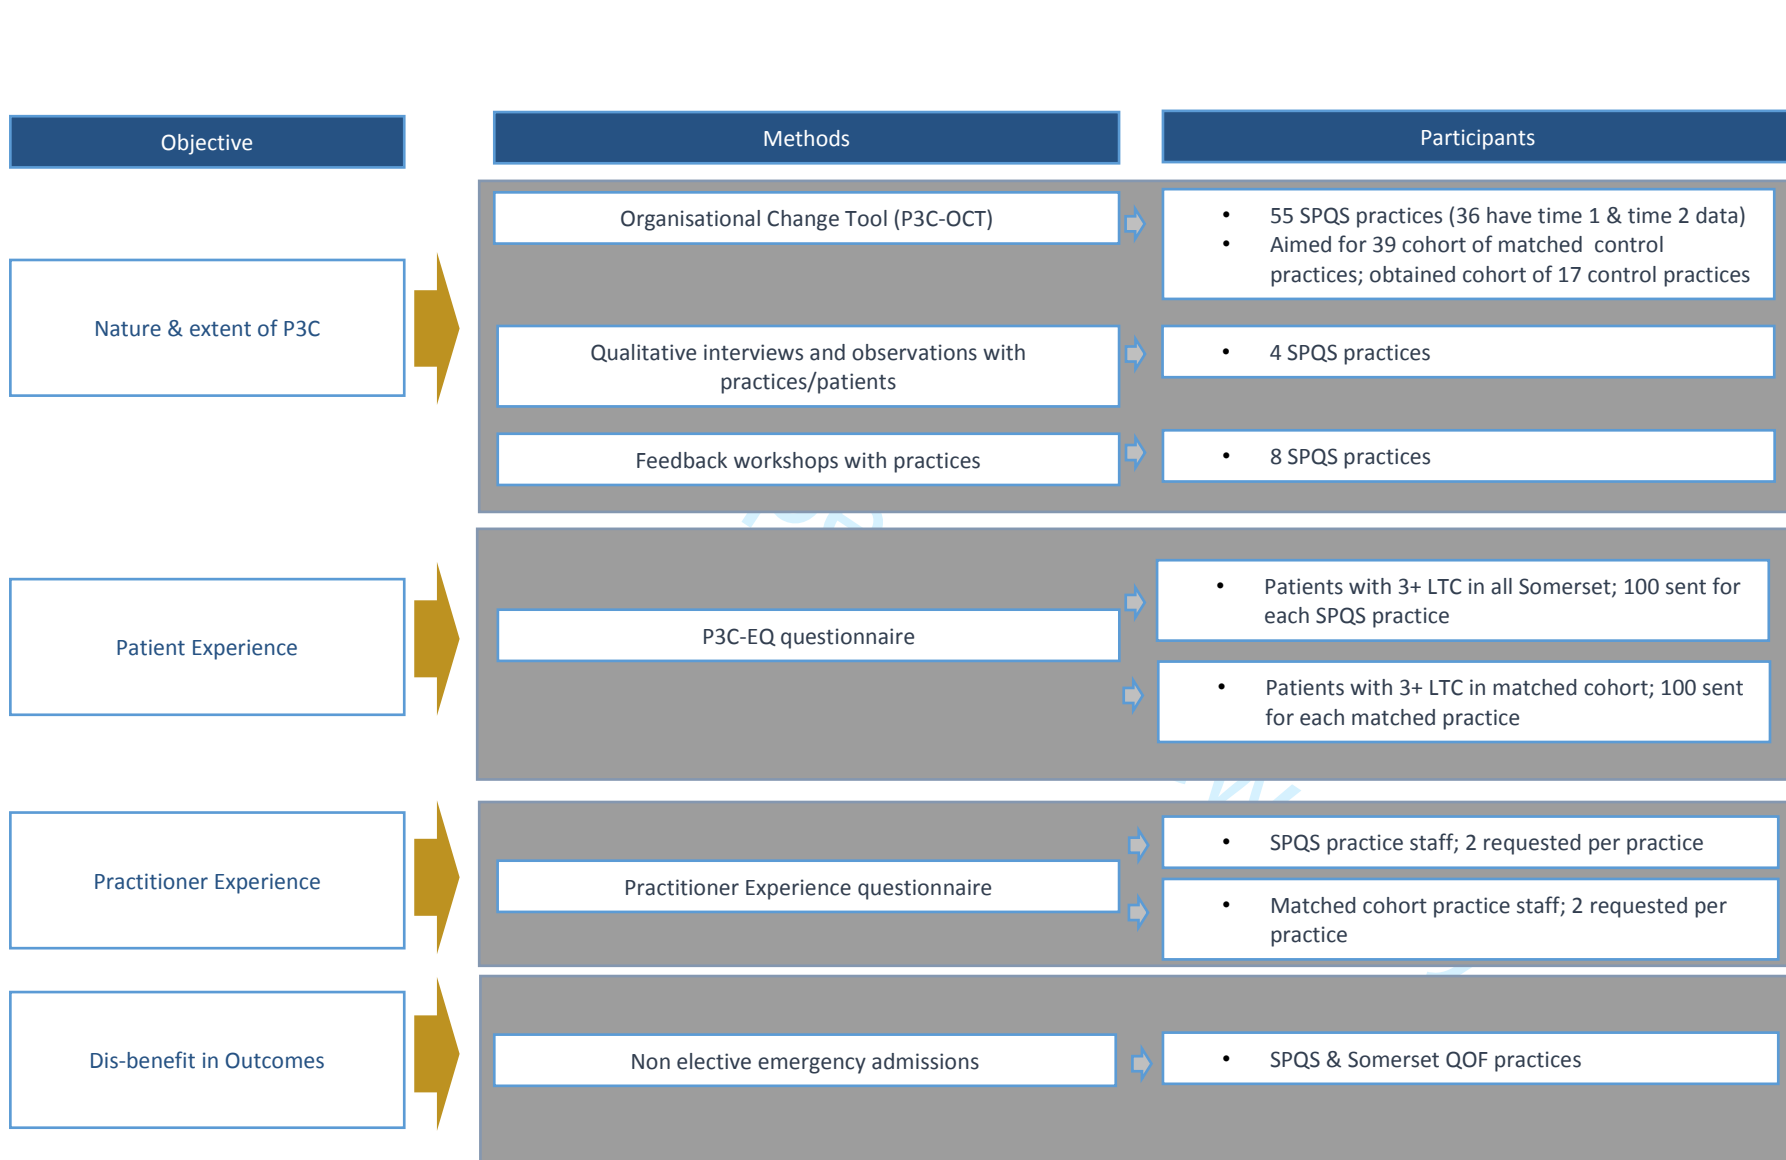 Objective
Methods
Participants
Nature & extent of P3C
Organisational Change Tool (P3C-OCT)
• 55 SPQS practices (36 have time 1 & time 2 data)
• Aimed for 39 cohort of matched control
practices; obtained cohort of 17 control practices
Qualitative interviews and observations with
practices/patients
• 4 SPQS practices
Feedback workshops with practices
• 8 SPQS practices
Patient Experience
P3C-EQ questionnaire
• Patients with 3+ LTC in all Somerset; 100 sent for
each SPQS practice
• Patients with 3+ LTC in matched cohort; 100 sent
for each matched practice
Practitioner Experience
Practitioner Experience questionnaire
• SPQS practice staff; 2 requested per practice
• Matched cohort practice staff; 2 requested per
practice
Dis-benefit in Outcomes
Non elective emergency admissions
• SPQS & Somerset QOF practices